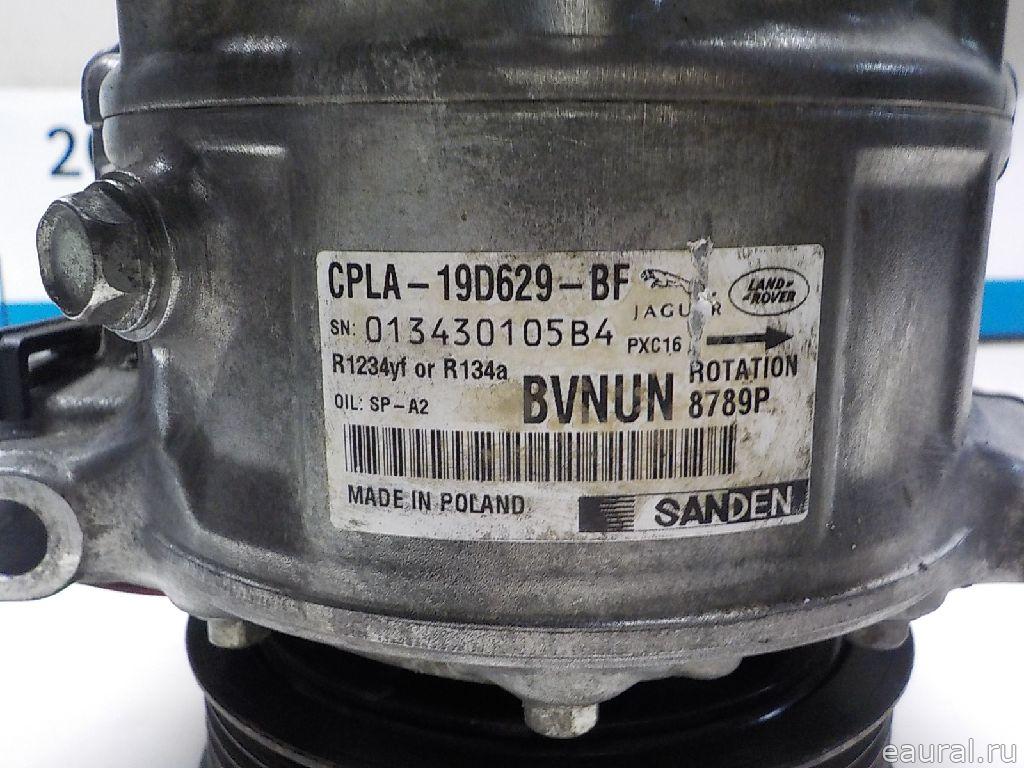 CPLA-19D629-BF
JAGUAR
LAND-
-ROVER
SN: 013430105B4 PXC16
R1234yf or R134a ROTATION
OIL: SP-A2 BVNUN 8789P
MADE IN POLAND SANDEN
eaural.ru